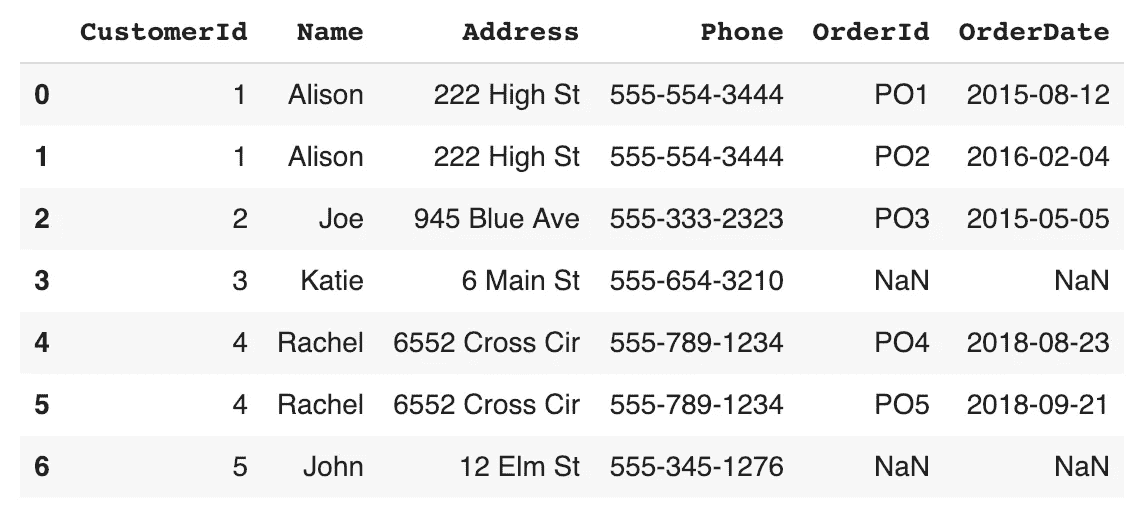 CustomerId Name Address Phone OrderId OrderDate
0 1 Alison 222 High St 555-554-3444 PO1 2015-08-12
1 1 Alison 222 High St 555-554-3444 PO2 2016-02-04
2 2 Joe 945 Blue Ave 555-333-2323 PO3 2015-05-05
3 3 Katie 6 Main St 555-654-3210 NaN NaN
4 4 Rachel 6552 Cross Cir 555-789-1234 PO4 2018-08-23
5 4 Rachel 6552 Cross Cir 555-789-1234 PO5 2018-09-21
6 5 John 12 Elm St 555-345-1276 NaN NaN